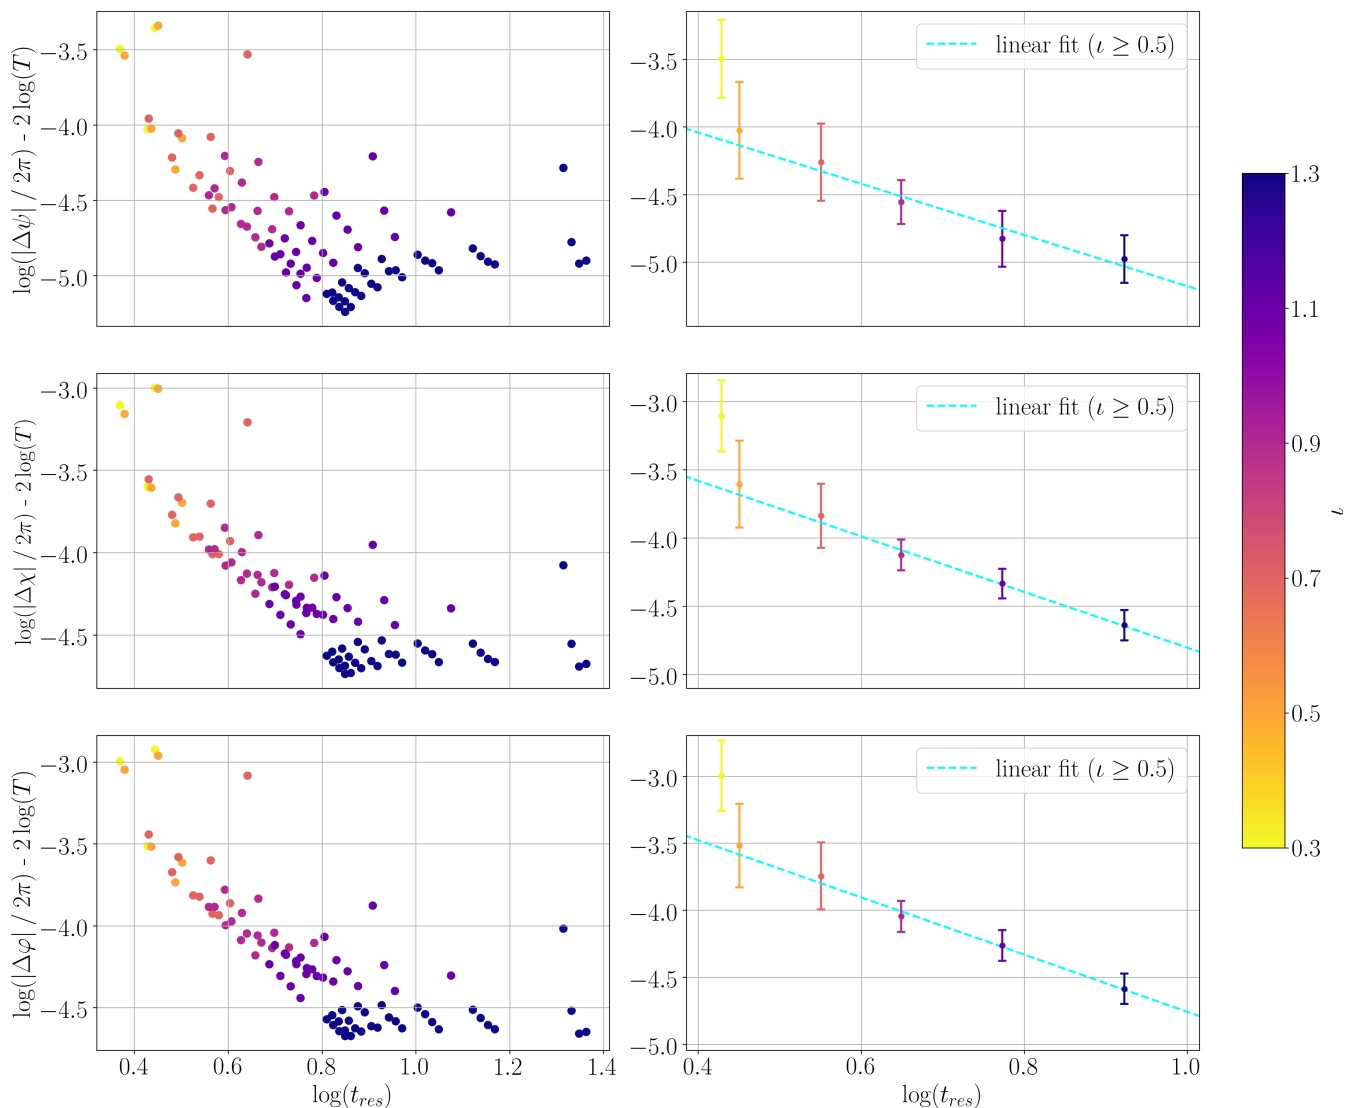 log(|Δψ| / 2π) - 2 log(T)
−3.5
−4.0
−4.5
−5.0
−3.5
−4.0
−4.5
−5.0
linear fit (ι ≥ 0.5)
log(|Δχ| / 2π) - 2 log(T)
−3.0
−3.5
−4.0
−4.5
−3.0
−3.5
−4.0
−4.5
−5.0
linear fit (ι ≥ 0.5)
log(|Δφ| / 2π) - 2 log(T)
−3.0
−3.5
−4.0
−4.5
0.4 0.6 0.8 1.0 1.2 1.4
log(t_res)
−3.0
−3.5
−4.0
−4.5
−5.0
linear fit (ι ≥ 0.5)
0.4 0.6 0.8 1.0
log(t_res)
1.3
1.1
0.9
0.7
0.5
0.3
ι